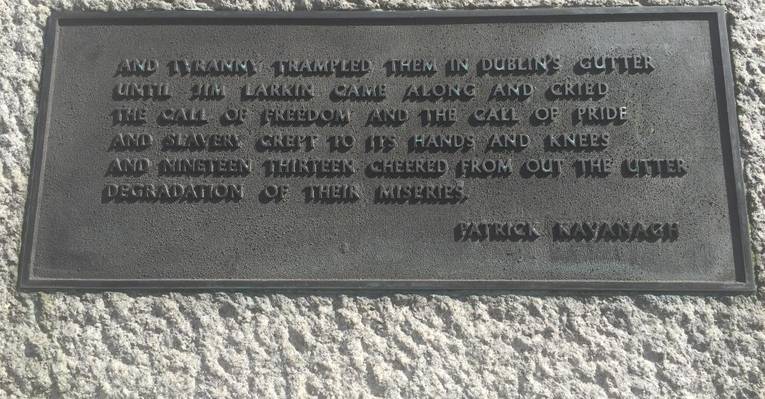 AND TYRANNY TRAMPLED THEM IN DUBLIN'S GUTTER
UNTIL JIM LARKIN CAME ALONG AND CRIED
THE CALL OF FREEDOM AND THE CALL OF PRIDE
AND SLAVERY CREPT TO ITS HANDS AND KNEES
AND NINETEEN THIRTEEN CHEERED FROM OUT THE UTTER
DEGRADATION OF THEIR MISERIES.
PATRICK KAVANAGH